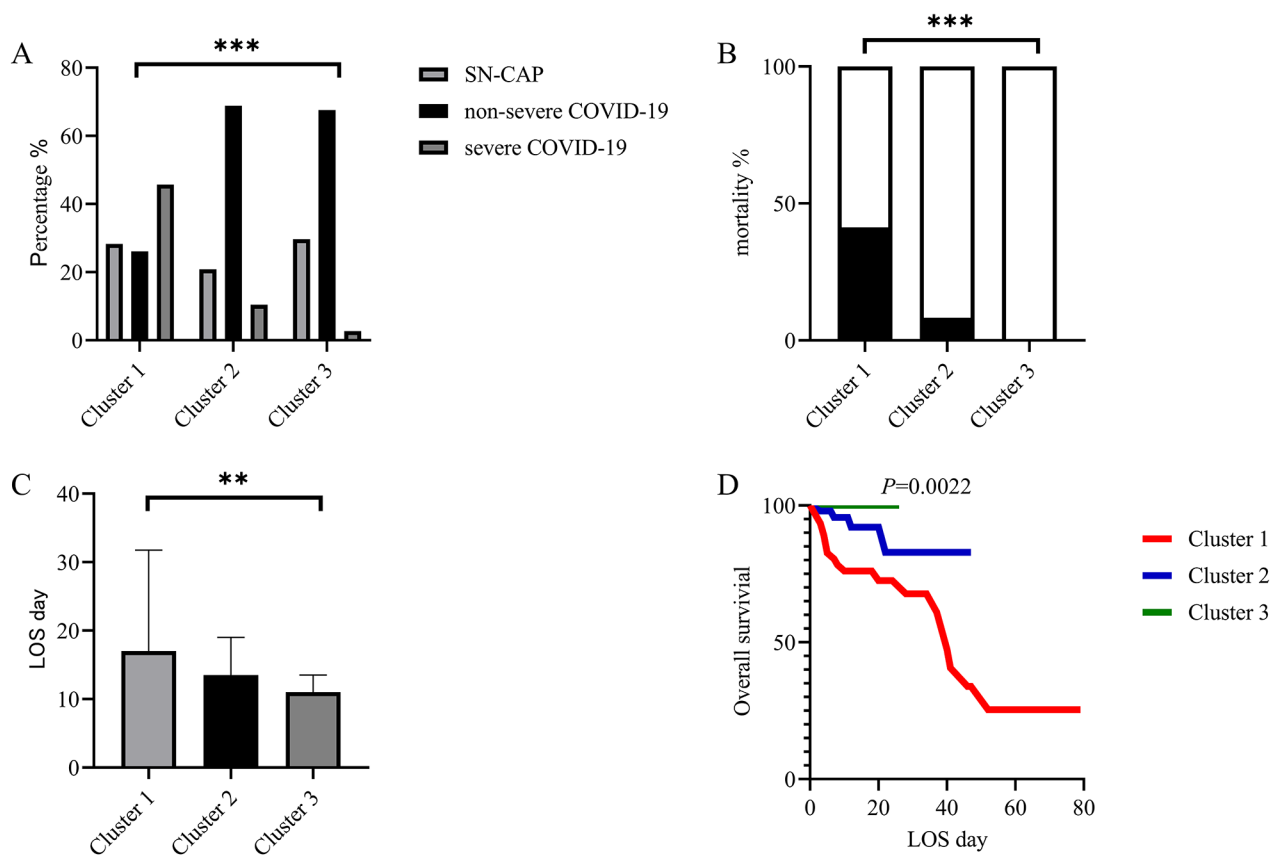 A
***
80
60
40
20
0
Percentage %
Cluster 1
Cluster 2
Cluster 3
SN-CAP
non-severe COVID-19
severe COVID-19
B
***
100
50
0
mortality %
Cluster 1
Cluster 2
Cluster 3
C
**
40
30
20
10
0
LOS day
Cluster 1
Cluster 2
Cluster 3
D
P=0.0022
100
50
0
Overall survivial
0 20 40 60 80
LOS day
Cluster 1
Cluster 2
Cluster 3